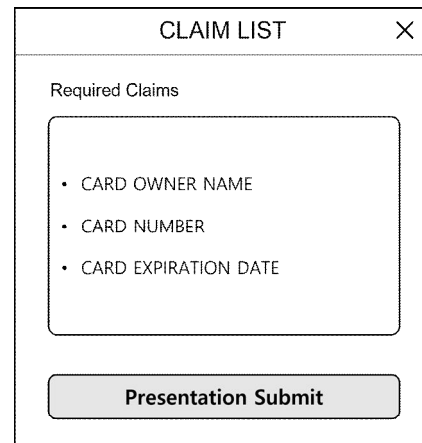 CLAIM LIST
Required Claims
• CARD OWNER NAME
• CARD NUMBER
• CARD EXPIRATION DATE
Presentation Submit